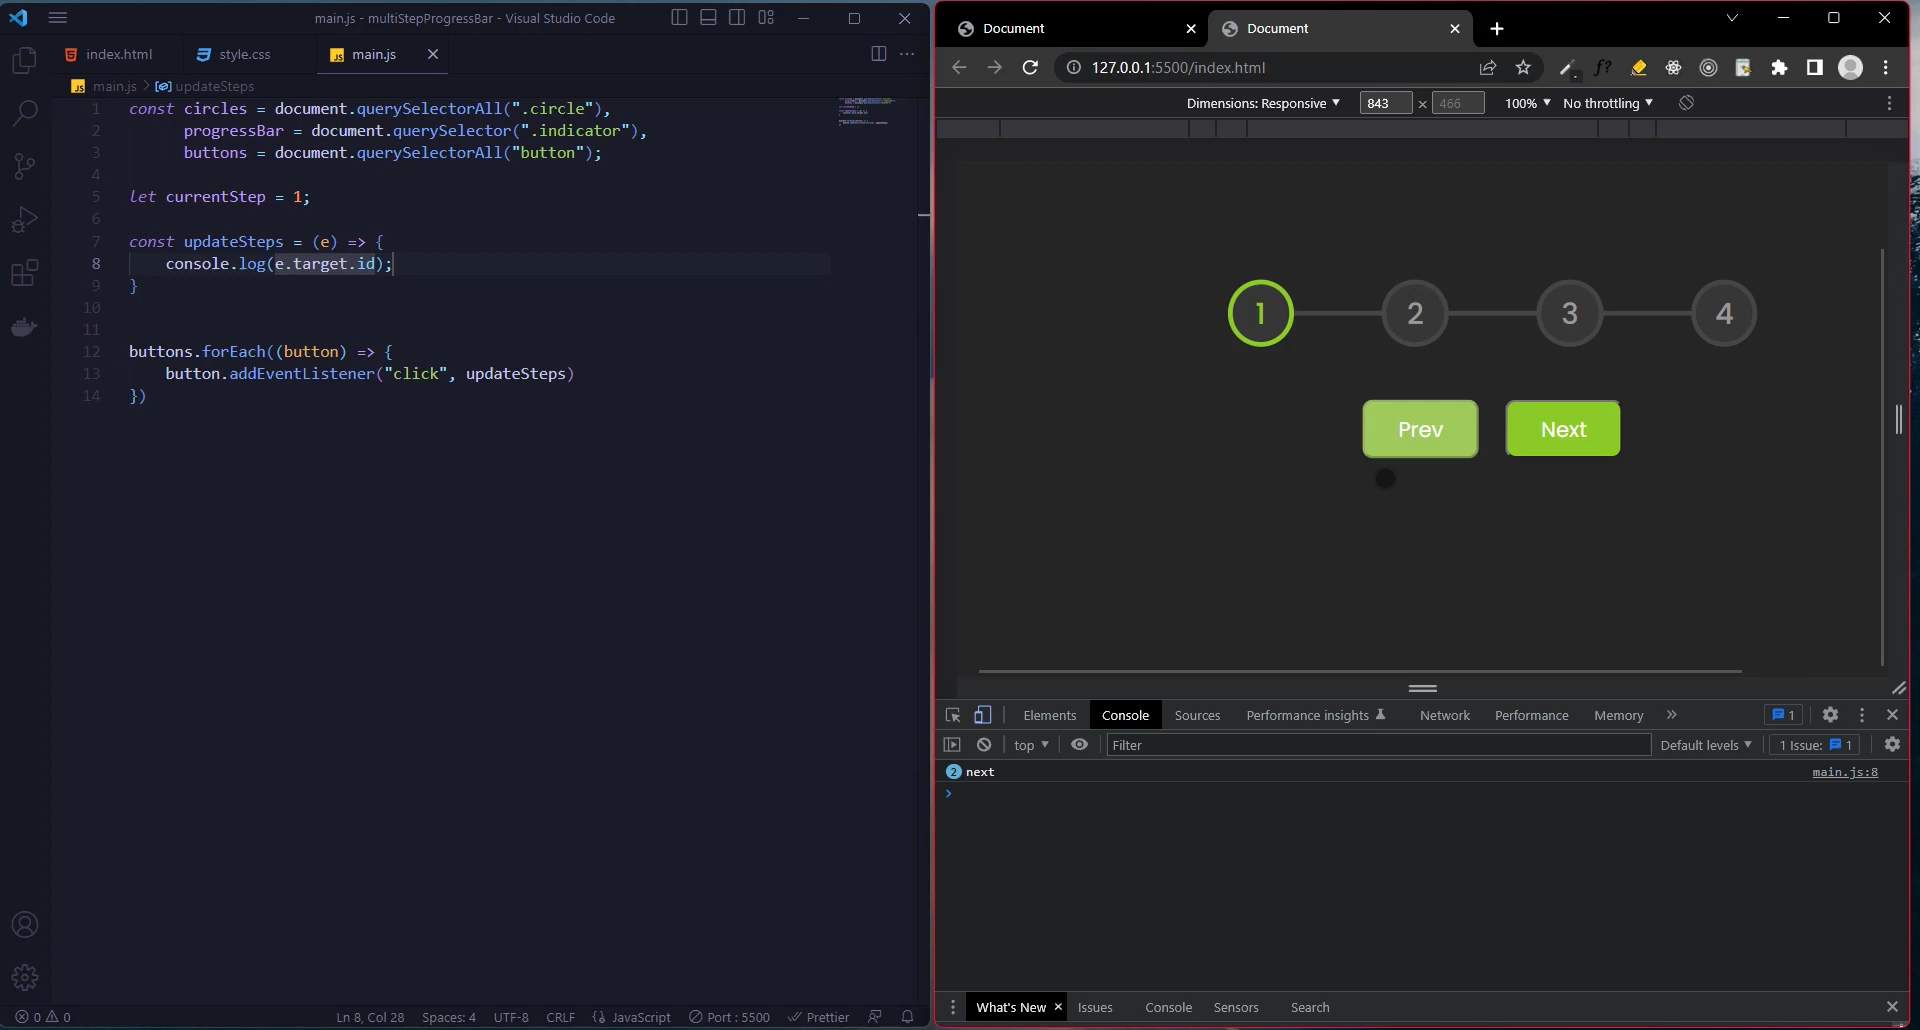 main.js - multiStepProgressBar - Visual Studio Code
index.html
style.css
JS main.js
JS main.js > updateSteps
1 const circles = document.querySelectorAll(".circle"),
2 progressBar = document.querySelector(".indicator"),
3 buttons = document.querySelectorAll("button");
4
5 let currentStep = 1;
6
7 const updateSteps = (e) => {
8 console.log(e.target.id);
9 }
10
11
12 buttons.forEach((button) => {
13 button.addEventListener("click", updateSteps)
14 })
0 0
Ln 8, Col 28
Spaces: 4
UTF-8
CRLF
JavaScript
Port : 5500
Prettier
Document
Document
127.0.0.1:5500/index.html
f?
Dimensions: Responsive
843 × 466
100%
No throttling
1
2
3
4
Prev
Next
Elements
Console
Sources
Performance insights
Network
Performance
Memory
1
top
Filter
Default levels
1 Issue: 1
2 next
main.js:8
>
What's New
Issues
Console
Sensors
Search